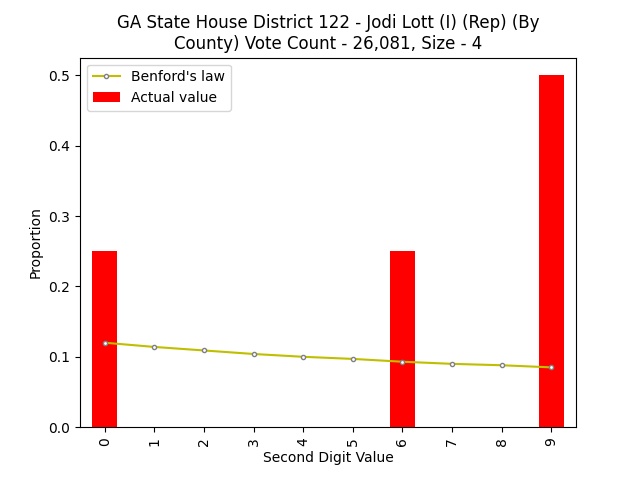 GA State House District 122 - Jodi Lott (I) (Rep) (By
County) Vote Count - 26,081, Size - 4
Benford's law
Actual value
0.5
0.4
0.3
0.2
0.1
0.0
Proportion
0 1 2 3 4 5 6 7 8 9
Second Digit Value